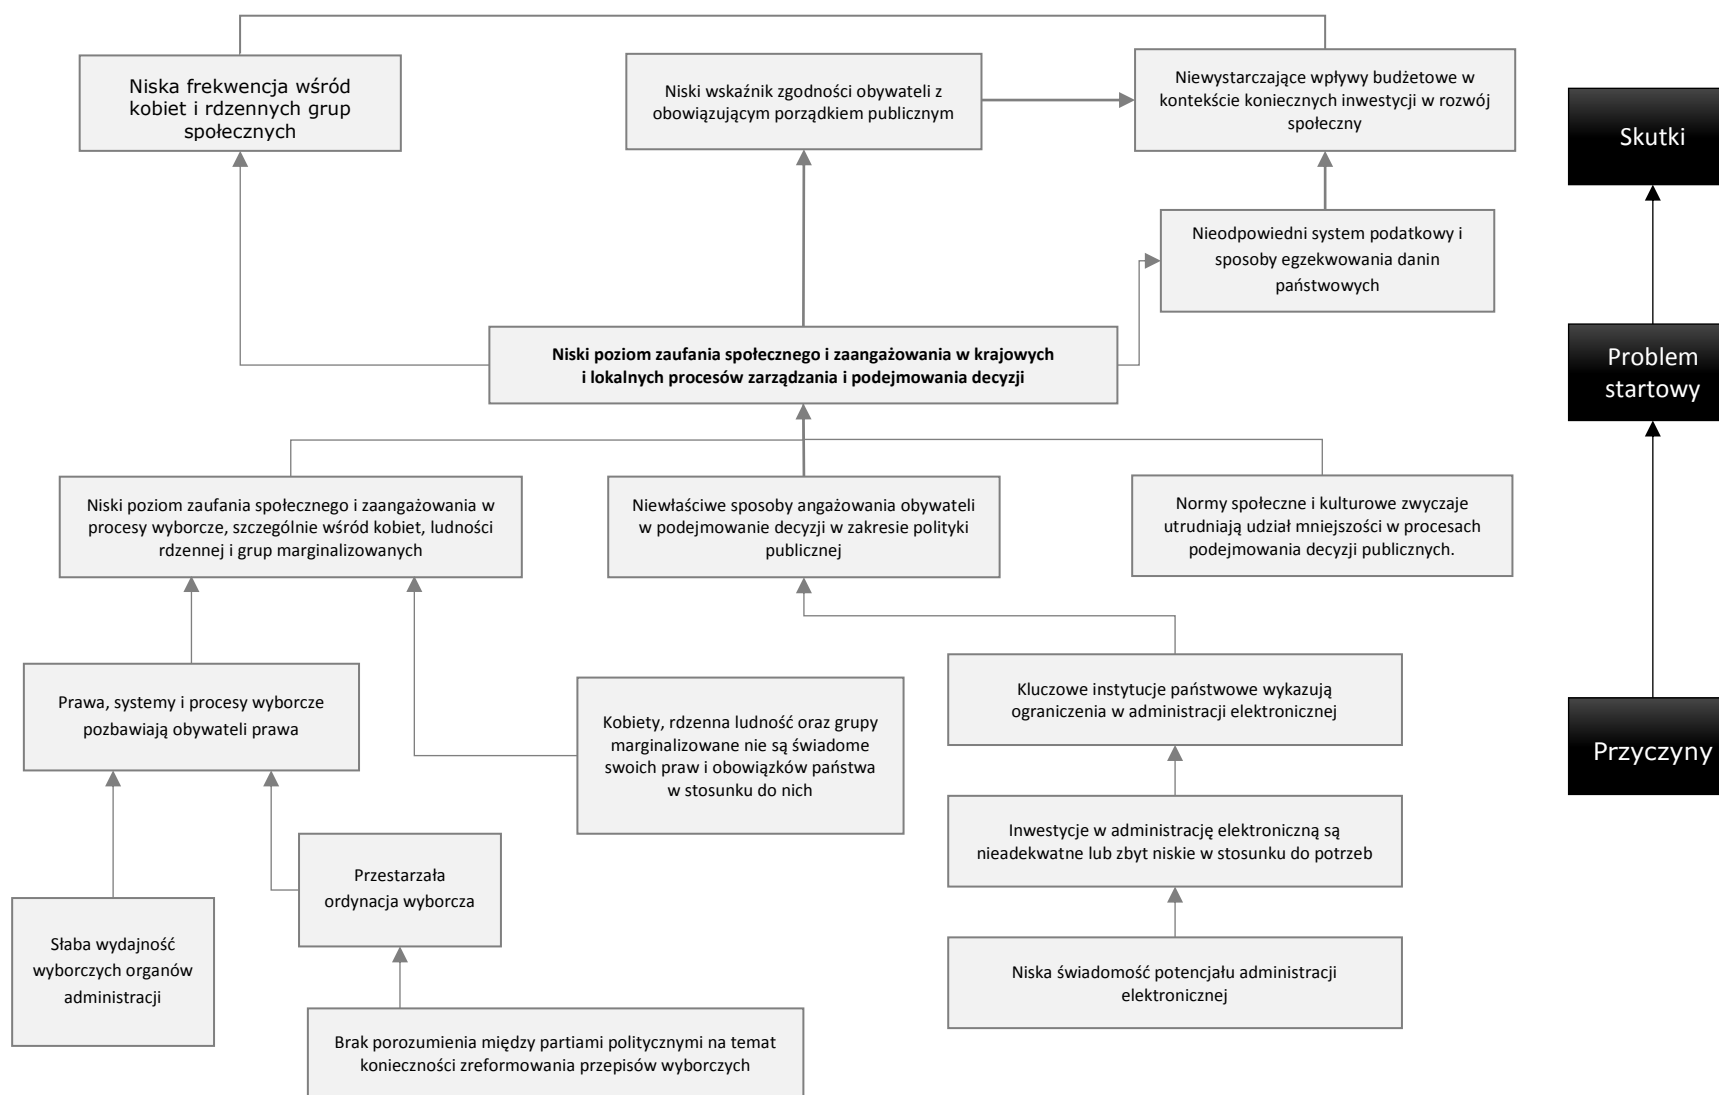 Niska frekwencja wśród
kobiet i rdzennych grup
społecznych
Niski wskaźnik zgodności obywateli z
obowiązującym porządkiem publicznym
Niewystarczające wpływy budżetowe w
kontekście koniecznych inwestycji w rozwój
społeczny
Skutki
Nieodpowiedni system podatkowy i
sposoby egzekwowania danin
państwowych
Niski poziom zaufania społecznego i zaangażowania w krajowych
i lokalnych procesów zarządzania i podejmowania decyzji
Problem
startowy
Niski poziom zaufania społecznego i zaangażowania w
procesy wyborcze, szczególnie wśród kobiet, ludności
rdzennej i grup marginalizowanych
Niewłaściwe sposoby angażowania obywateli
w podejmowanie decyzji w zakresie polityki
publicznej
Normy społeczne i kulturowe zwyczaje
utrudniają udział mniejszości w procesach
podejmowania decyzji publicznych.
Prawa, systemy i procesy wyborcze
pozbawiają obywateli prawa
Kobiety, rdzenna ludność oraz grupy
marginalizowane nie są świadome
swoich praw i obowiązków państwa
w stosunku do nich
Kluczowe instytucje państwowe wykazują
ograniczenia w administracji elektronicznej
Przyczyny
Inwestycje w administrację elektroniczną są
nieadekwatne lub zbyt niskie w stosunku do potrzeb
Przestarzała
ordynacja wyborcza
Słaba wydajność
wyborczych organów
administracji
Niska świadomość potencjału administracji
elektronicznej
Brak porozumienia między partiami politycznymi na temat
konieczności zreformowania przepisów wyborczych